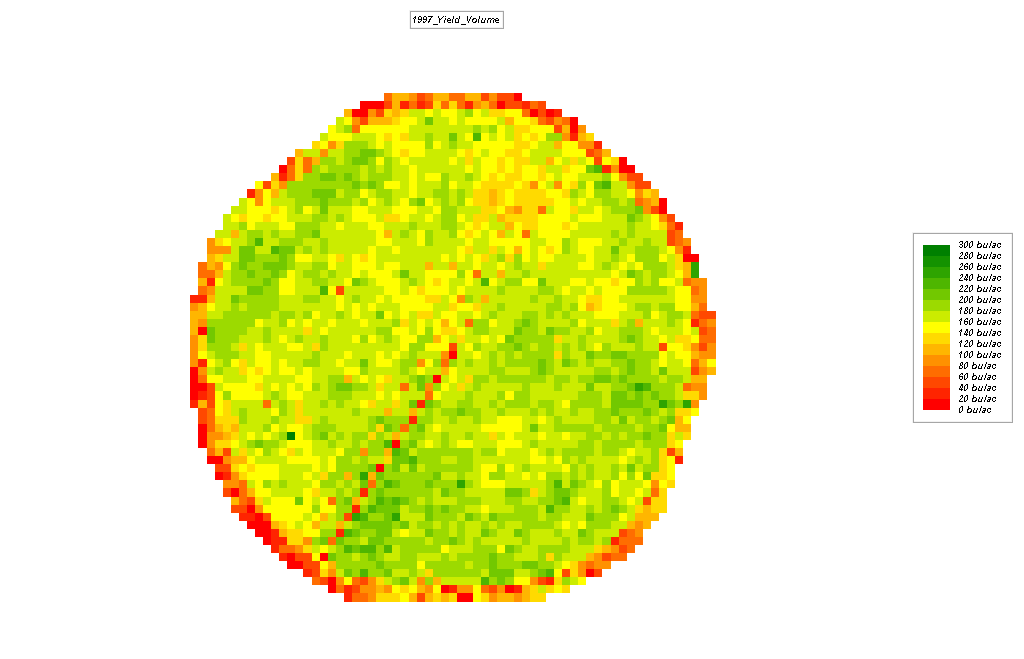 1997_Yield_Volume
300 bu/ac
280 bu/ac
260 bu/ac
240 bu/ac
220 bu/ac
200 bu/ac
180 bu/ac
160 bu/ac
140 bu/ac
120 bu/ac
100 bu/ac
80 bu/ac
60 bu/ac
40 bu/ac
20 bu/ac
0 bu/ac